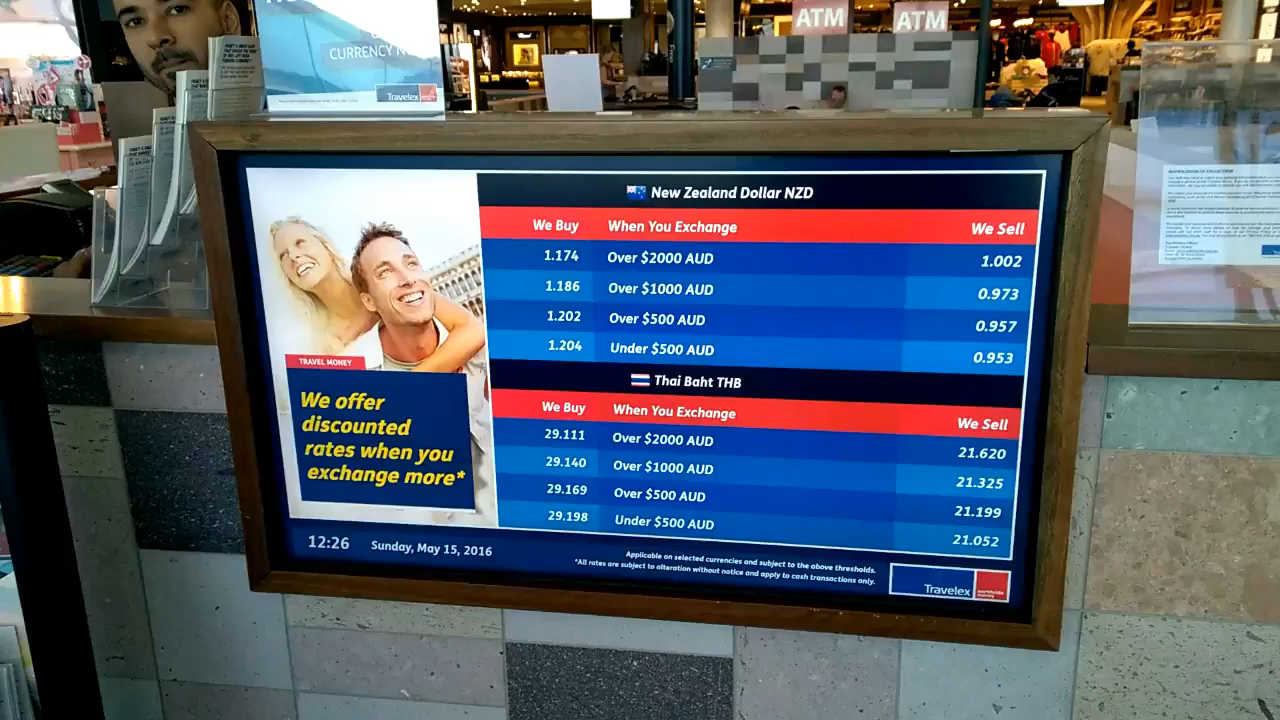 CURRENCY
Travelex
ATM
ATM
New Zealand Dollar NZD
We Buy When You Exchange We Sell
1.174 Over $2000 AUD 1.002
1.186 Over $1000 AUD 0.973
1.202 Over $500 AUD 0.957
1.204 Under $500 AUD 0.953
Thai Baht THB
We Buy When You Exchange We Sell
29.111 Over $2000 AUD 21.620
29.140 Over $1000 AUD 21.325
29.169 Over $500 AUD 21.199
29.198 Under $500 AUD 21.052
TRAVEL MONEY
We offer
discounted
rates when you
exchange more*
12:26 Sunday, May 15, 2016
Applicable on selected currencies and subject to the above thresholds.
*All rates are subject to alteration without notice and apply to cash transactions only.
Travelex worldwide money